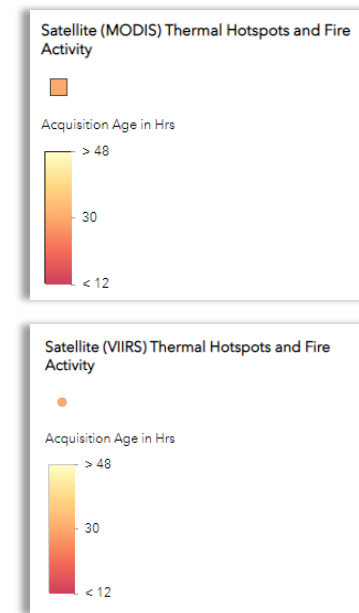 Satellite (MODIS) Thermal Hotspots and Fire
Activity
Acquisition Age in Hrs
> 48
30
< 12
Satellite (VIIRS) Thermal Hotspots and Fire
Activity
Acquisition Age in Hrs
> 48
30
< 12